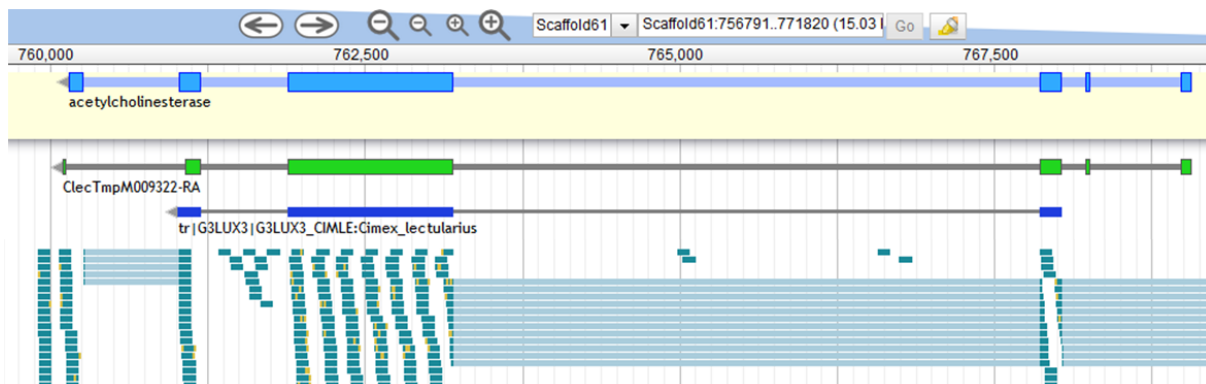 Scaffold61 Scaffold61:756791..771820 (15.03 Go
760,000 762,500 765,000 767,500
acetylcholinesterase
ClecTmpM009322-RA
tr|G3LUX3|G3LUX3_CIMLE:Cimex_lectularius